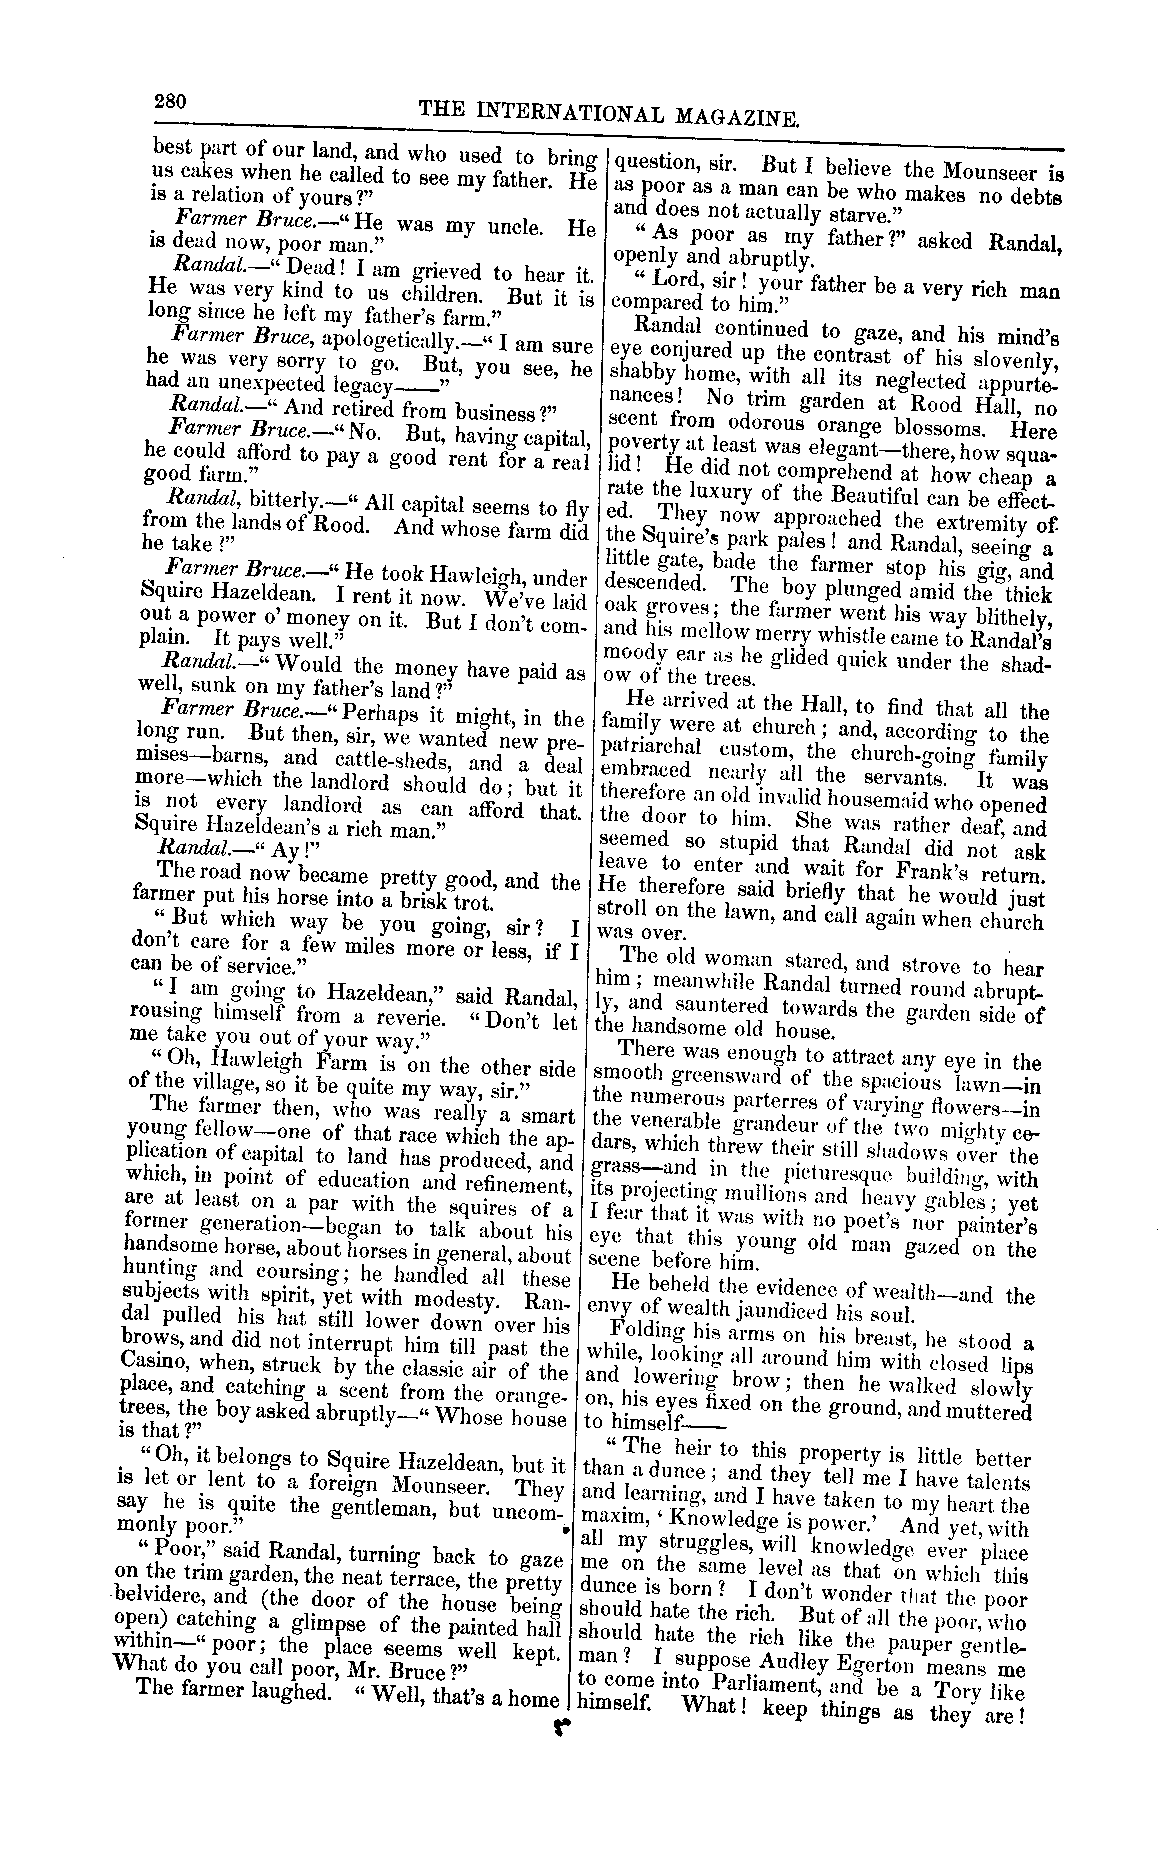 280
THE INTERNATIONAL MAGAZINE.
best part of our land, and who used to bring
us cakes when he called to see my father. He
is a relation of yours?"
Farmer Bruce.—"He was my uncle. He
is dead now, poor man."
Randal.—"Dead! I am grieved to hear it.
He was very kind to us children. But it is
long since he left my father's farm."
Farmer Bruce, apologetically.—"I am sure
he was very sorry to go. But, you see, he
had an unexpected legacy——"
Randal.—"And retired from business?"
Farmer Bruce.—"No. But, having capital,
he could afford to pay a good rent for a real
good farm."
Randal, bitterly.—"All capital seems to fly
from the lands of Rood. And whose farm did
he take?"
Farmer Bruce.—"He took Hawleigh, under
Squire Hazeldean. I rent it now. We've laid
out a power o' money on it. But I don't com-
plain. It pays well."
Randal.—"Would the money have paid as
well, sunk on my father's land?"
Farmer Bruce.—"Perhaps it might, in the
long run. But then, sir, we wanted new pre-
mises—barns, and cattle-sheds, and a deal
more—which the landlord should do; but it
is not every landlord as can afford that.
Squire Hazeldean's a rich man."
Randal.—"Ay!"
The road now became pretty good, and the
farmer put his horse into a brisk trot.
"But which way be you going, sir? I
don't care for a few miles more or less, if I
can be of service."
"I am going to Hazeldean," said Randal,
rousing himself from a reverie. "Don't let
me take you out of your way."
"Oh, Hawleigh Farm is on the other side
of the village, so it be quite my way, sir."
The farmer then, who was really a smart
young fellow—one of that race which the ap-
plication of capital to land has produced, and
which, in point of education and refinement,
are at least on a par with the squires of a
former generation—began to talk about his
handsome horse, about horses in general, about
hunting and coursing; he handled all these
subjects with spirit, yet with modesty. Ran-
dal pulled his hat still lower down over his
brows, and did not interrupt him till past the
Casino, when, struck by the classic air of the
place, and catching a scent from the orange-
trees, the boy asked abruptly—"Whose house
is that?"
"Oh, it belongs to Squire Hazeldean, but it
is let or lent to a foreign Mounseer. They
say he is quite the gentleman, but uncom-
monly poor."
"Poor," said Randal, turning back to gaze
on the trim garden, the neat terrace, the pretty
belvidere, and (the door of the house being
open) catching a glimpse of the painted hall
within—"poor; the place seems well kept.
What do you call poor, Mr. Bruce?"
The farmer laughed. "Well, that's a home
question, sir. But I believe the Mounseer is
as poor as a man can be who makes no debts
and does not actually starve."
"As poor as my father?" asked Randal,
openly and abruptly.
"Lord, sir! your father be a very rich man
compared to him."
Randal continued to gaze, and his mind's
eye conjured up the contrast of his slovenly,
shabby home, with all its neglected appurte-
nances! No trim garden at Rood Hall, no
scent from odorous orange blossoms. Here
poverty at least was elegant—there, how squa-
lid! He did not comprehend at how cheap a
rate the luxury of the Beautiful can be effect-
ed. They now approached the extremity of
the Squire's park pales! and Randal, seeing a
little gate, bade the farmer stop his gig, and
descended. The boy plunged amid the thick
oak groves; the farmer went his way blithely,
and his mellow merry whistle came to Randal's
moody ear as he glided quick under the shad-
ow of the trees.
He arrived at the Hall, to find that all the
family were at church; and, according to the
patriarchal custom, the church-going family
embraced nearly all the servants. It was
therefore an old invalid housemaid who opened
the door to him. She was rather deaf, and
seemed so stupid that Randal did not ask
leave to enter and wait for Frank's return.
He therefore said briefly that he would just
stroll on the lawn, and call again when church
was over.
The old woman stared, and strove to hear
him; meanwhile Randal turned round abrupt-
ly, and sauntered towards the garden side of
the handsome old house.
There was enough to attract any eye in the
smooth greensward of the spacious lawn—in
the numerous parterres of varying flowers—in
the venerable grandeur of the two mighty ce-
dars, which threw their still shadows over the
grass—and in the picturesque building, with
its projecting mullions and heavy gables; yet
I fear that it was with no poet's nor painter's
eye that this young old man gazed on the
scene before him.
He beheld the evidence of wealth—and the
envy of wealth jaundiced his soul.
Folding his arms on his breast, he stood a
while, looking all around him with closed lips
and lowering brow; then he walked slowly
on, his eyes fixed on the ground, and muttered
to himself——
"The heir to this property is little better
than a dunce; and they tell me I have talents
and learning, and I have taken to my heart the
maxim, 'Knowledge is power.' And yet, with
all my struggles, will knowledge ever place
me on the same level as that on which this
dunce is born? I don't wonder that the poor
should hate the rich. But of all the poor, who
should hate the rich like the pauper gentle-
man? I suppose Audley Egerton means me
to come into Parliament, and be a Tory like
himself. What! keep things as they are!